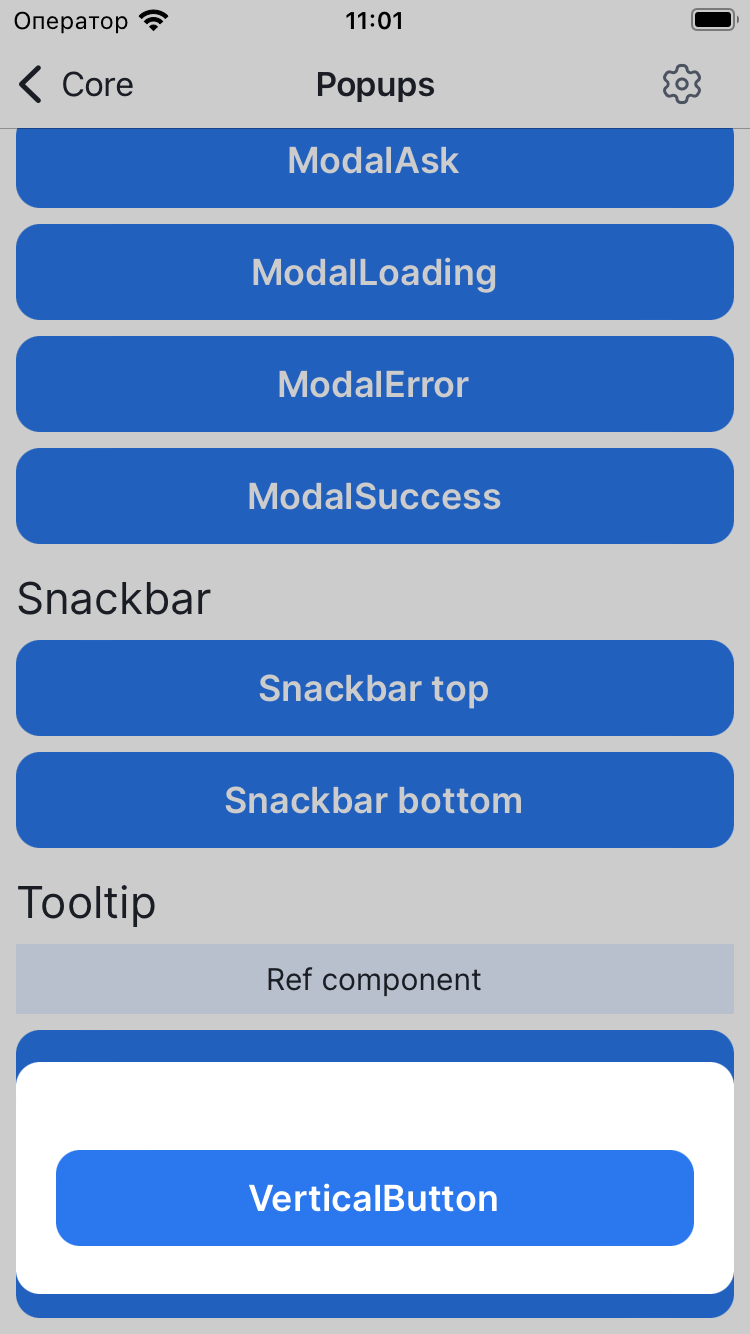 Оператор 11:01
Core Popups
ModalAsk
ModalLoading
ModalError
ModalSuccess
Snackbar
Snackbar top
Snackbar bottom
Tooltip
Ref component
VerticalButton